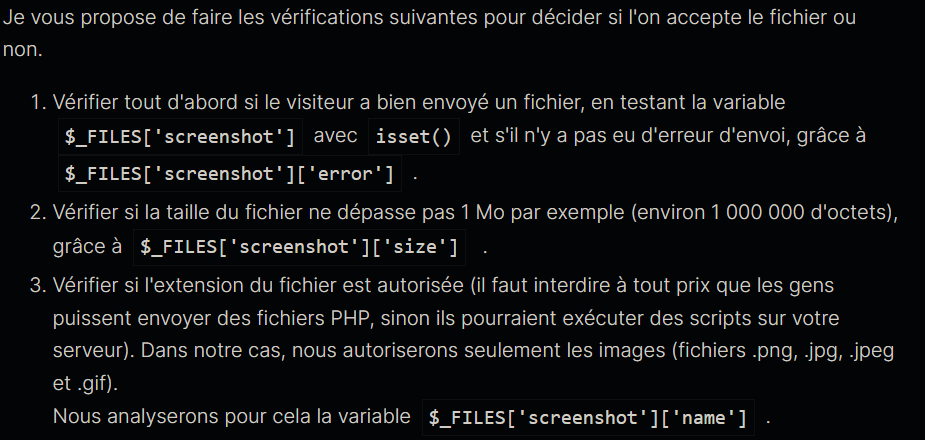 Je vous propose de faire les vérifications suivantes pour décider si l'on accepte le fichier ou
non.
1. Vérifier tout d'abord si le visiteur a bien envoyé un fichier, en testant la variable
$_FILES['screenshot'] avec isset() et s'il n'y a pas eu d'erreur d'envoi, grâce à
$_FILES['screenshot']['error'] .
2. Vérifier si la taille du fichier ne dépasse pas 1 Mo par exemple (environ 1 000 000 d'octets),
grâce à $_FILES['screenshot']['size'] .
3. Vérifier si l'extension du fichier est autorisée (il faut interdire à tout prix que les gens
puissent envoyer des fichiers PHP, sinon ils pourraient exécuter des scripts sur votre
serveur). Dans notre cas, nous autoriserons seulement les images (fichiers .png, .jpg, .jpeg
et .gif).
Nous analyserons pour cela la variable $_FILES['screenshot']['name'] .